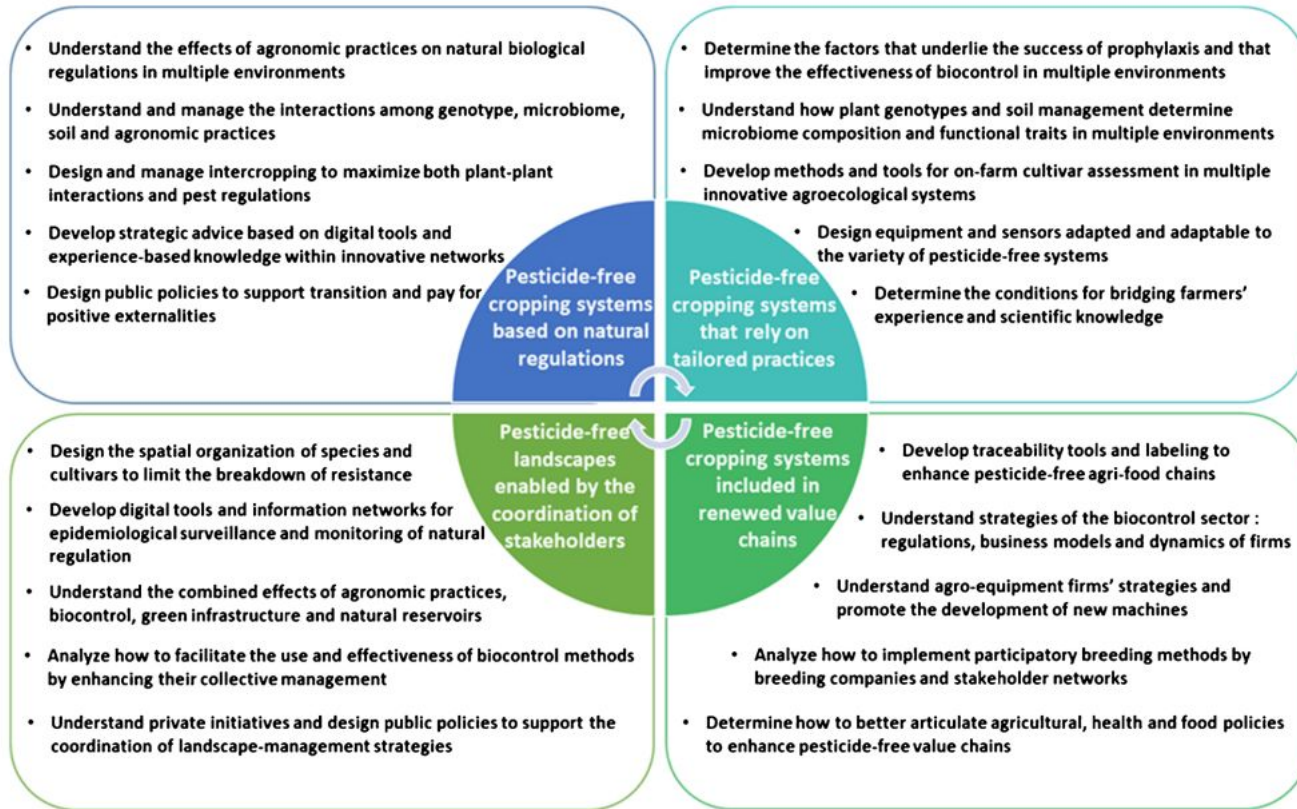 • Understand the effects of agronomic practices on natural biological
regulations in multiple environments
• Understand and manage the interactions among genotype, microbiome,
soil and agronomic practices
• Design and manage intercropping to maximize both plant-plant
interactions and pest regulations
• Develop strategic advice based on digital tools and
experience-based knowledge within innovative networks
• Design public policies to support transition and pay for
positive externalities
Pesticide-free
cropping systems
based on natural
regulations
• Determine the factors that underlie the success of prophylaxis and that
improve the effectiveness of biocontrol in multiple environments
• Understand how plant genotypes and soil management determine
microbiome composition and functional traits in multiple environments
• Develop methods and tools for on-farm cultivar assessment in multiple
innovative agroecological systems
• Design equipment and sensors adapted and adaptable to
the variety of pesticide-free systems
• Determine the conditions for bridging farmers'
experience and scientific knowledge
Pesticide-free
cropping systems
that rely on
tailored practices
• Design the spatial organization of species and
cultivars to limit the breakdown of resistance
• Develop digital tools and information networks for
epidemiological surveillance and monitoring of natural
regulation
• Understand the combined effects of agronomic practices,
biocontrol, green infrastructure and natural reservoirs
• Analyze how to facilitate the use and effectiveness of biocontrol methods
by enhancing their collective management
• Understand private initiatives and design public policies to support the
coordination of landscape-management strategies
Pesticide-free
landscapes
enabled by the
coordination of
stakeholders
Pesticide-free
cropping systems
included in
renewed value
chains
• Develop traceability tools and labeling to
enhance pesticide-free agri-food chains
• Understand strategies of the biocontrol sector :
regulations, business models and dynamics of firms
• Understand agro-equipment firms' strategies and
promote the development of new machines
• Analyze how to implement participatory breeding methods by
breeding companies and stakeholder networks
• Determine how to better articulate agricultural, health and food policies
to enhance pesticide-free value chains